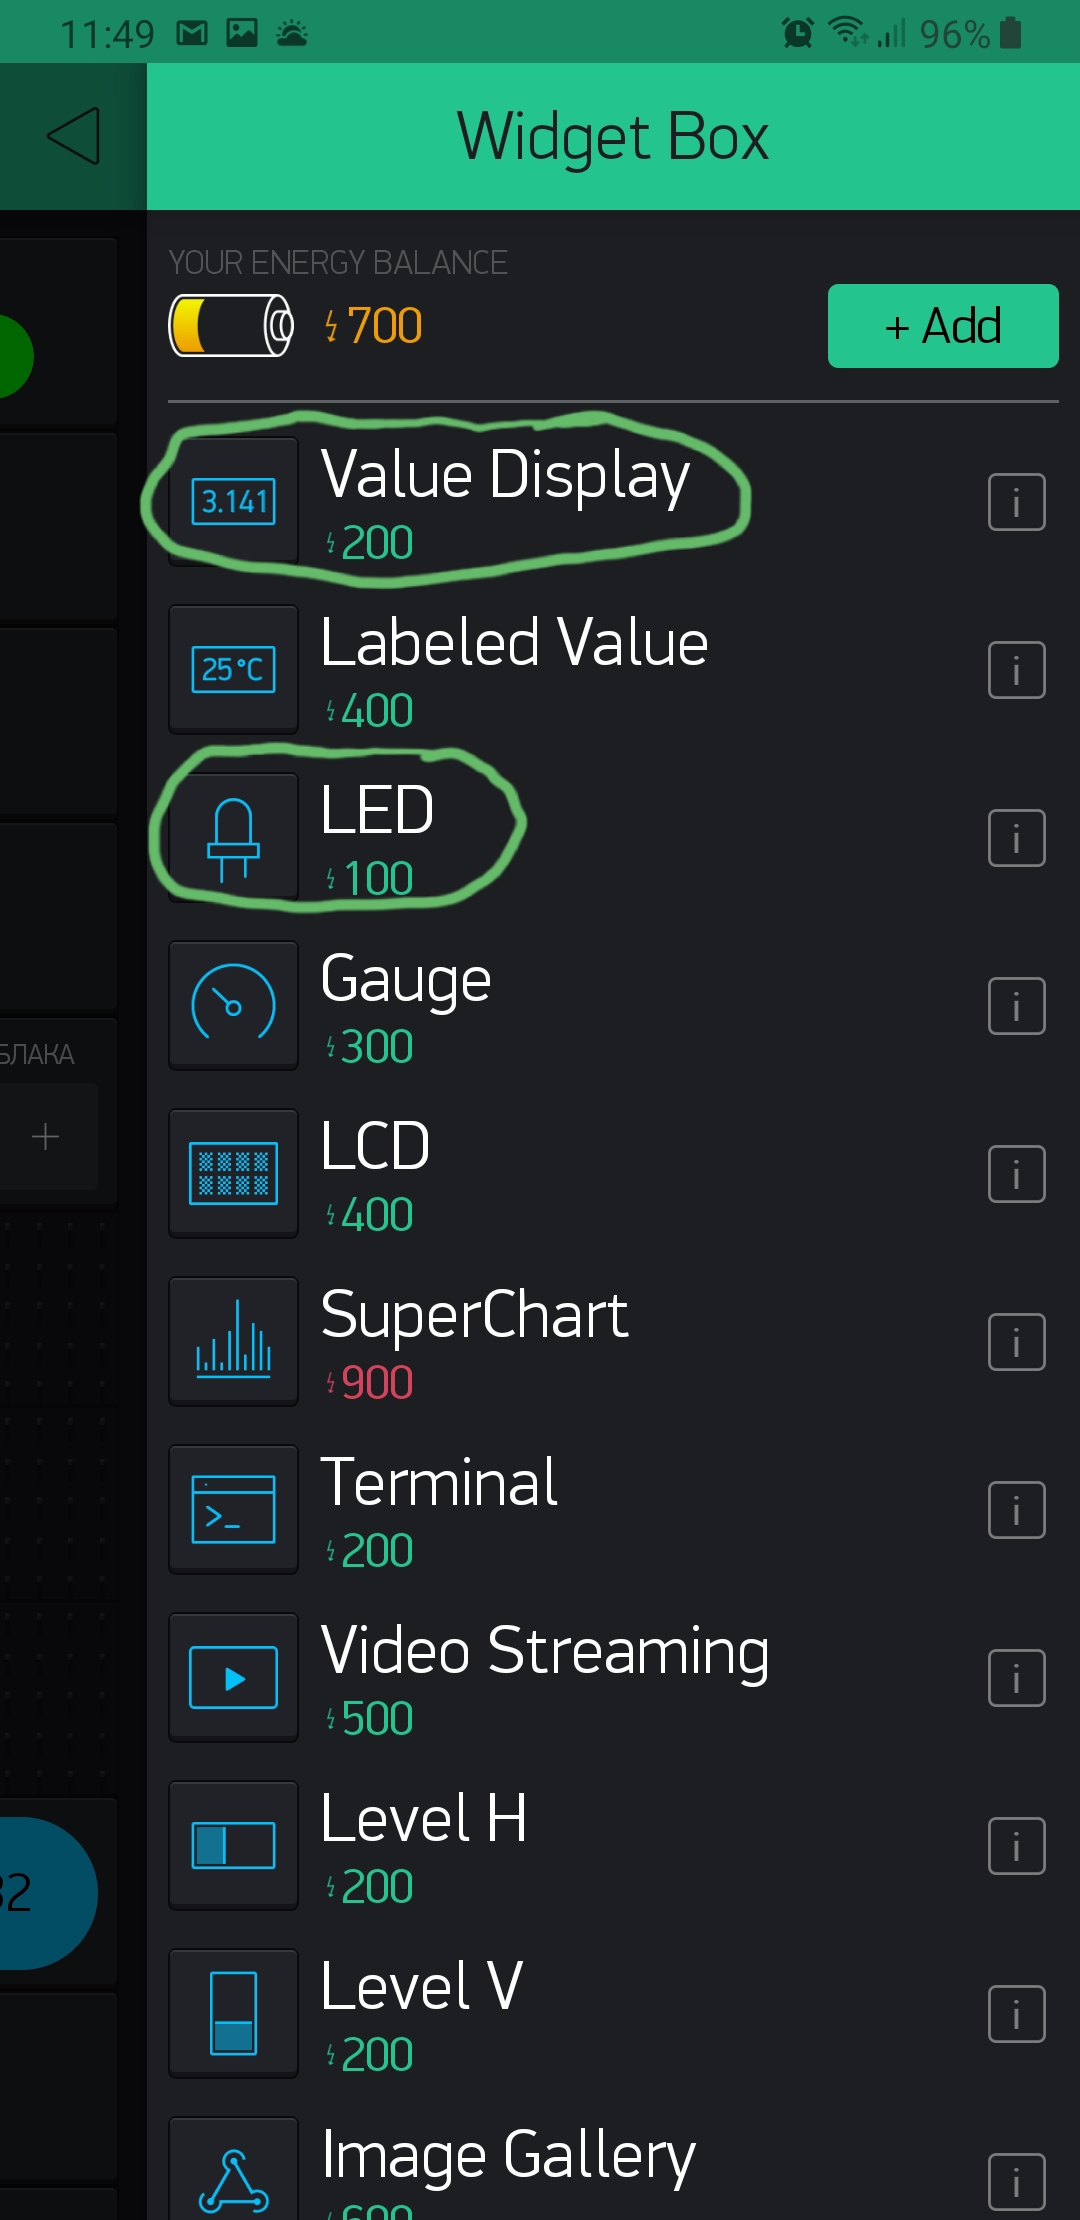 11:49 96%
Widget Box
YOUR ENERGY BALANCE
700
+ Add
3.141
Value Display
200
i
25°C
Labeled Value
400
i
LED
100
i
Gauge
300
i
БЛАКА
+
LCD
400
i
SuperChart
900
i
>_
Terminal
200
i
Video Streaming
500
i
Level H
200
i
32
Level V
200
i
Image Gallery
600
i